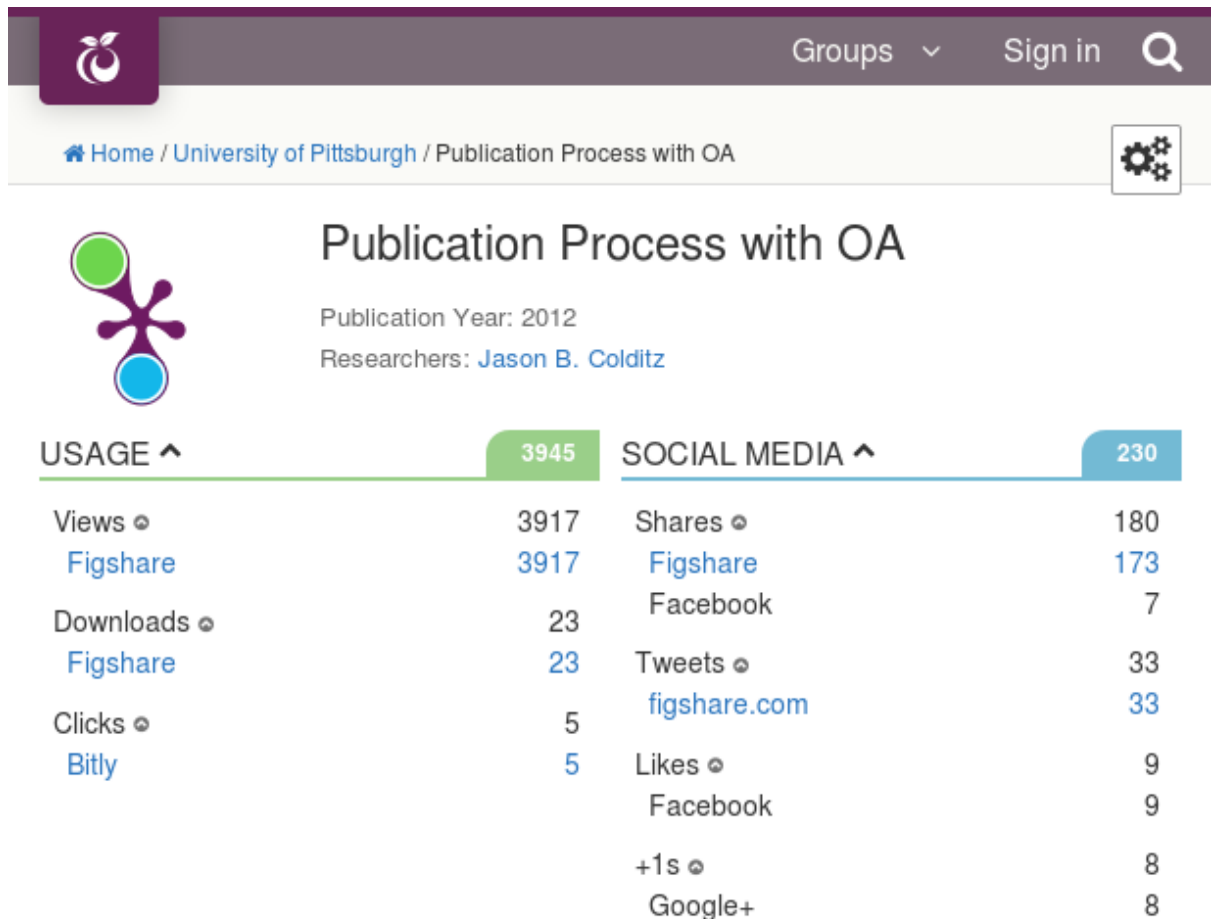 Groups Sign in
Home / University of Pittsburgh / Publication Process with OA
Publication Process with OA
Publication Year: 2012
Researchers: Jason B. Colditz
USAGE 3945
Views 3917
Figshare 3917
Downloads 23
Figshare 23
Clicks 5
Bitly 5
SOCIAL MEDIA 230
Shares 180
Figshare 173
Facebook 7
Tweets 33
figshare.com 33
Likes 9
Facebook 9
+1s 8
Google+ 8